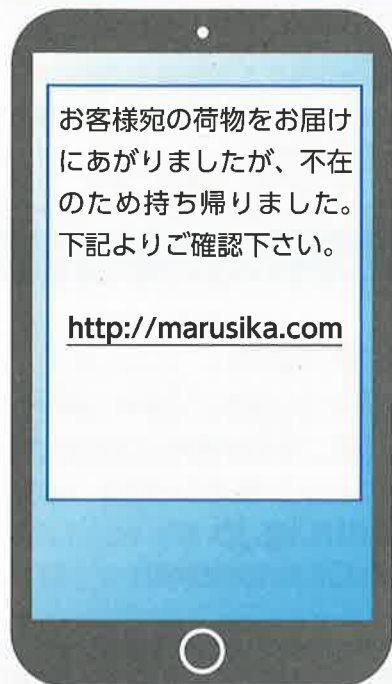 お客様宛の荷物をお届け
にあがりましたが、不在
のため持ち帰りました。
下記よりご確認下さい。
http://marusika.com